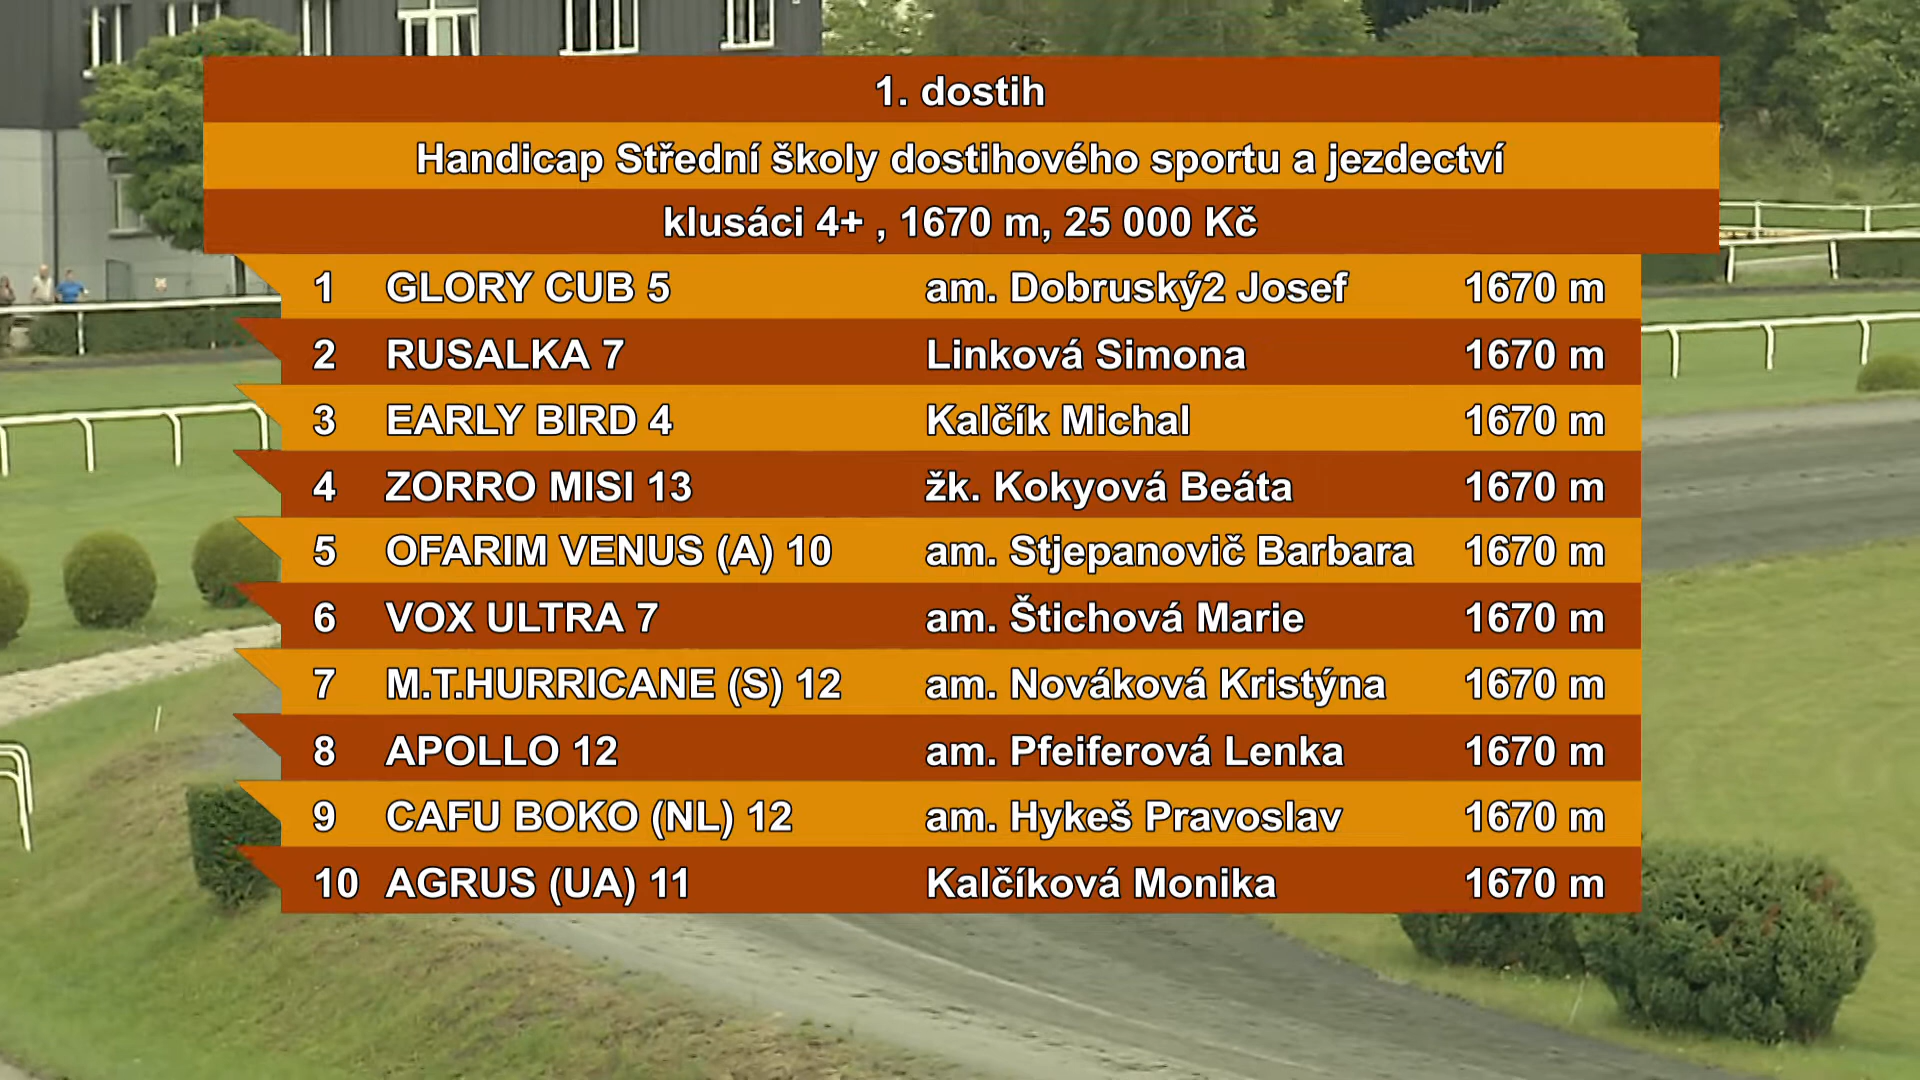 1. dostih
Handicap Střední školy dostihového sportu a jezdectví
klusáci 4+ , 1670 m, 25 000 Kč
1 GLORY CUB 5 am. Dobruský2 Josef 1670 m
2 RUSALKA 7 Linková Simona 1670 m
3 EARLY BIRD 4 Kalčík Michal 1670 m
4 ZORRO MISI 13 žk. Kokyová Beáta 1670 m
5 OFARIM VENUS (A) 10 am. Stjepanovič Barbara 1670 m
6 VOX ULTRA 7 am. Štichová Marie 1670 m
7 M.T.HURRICANE (S) 12 am. Nováková Kristýna 1670 m
8 APOLLO 12 am. Pfeiferová Lenka 1670 m
9 CAFU BOKO (NL) 12 am. Hykeš Pravoslav 1670 m
10 AGRUS (UA) 11 Kalčíková Monika 1670 m